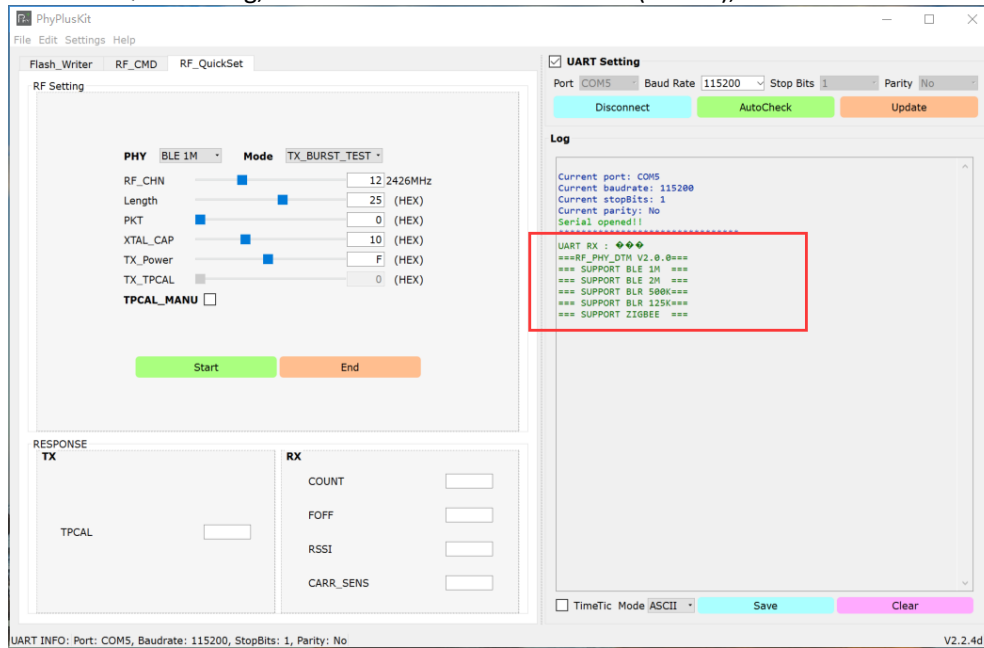 PhyPlusKit
File Edit Settings Help
Flash_Writer RF_CMD RF_QuickSet
RF Setting
PHY BLE 1M Mode TX_BURST_TEST
RF_CHN 12 2426MHz
Length 25 (HEX)
PKT 0 (HEX)
XTAL_CAP 10 (HEX)
TX_Power F (HEX)
TX_TPCAL 0 (HEX)
TPCAL_MANU
Start End
RESPONSE
TX
TPCAL
RX
COUNT
FOFF
RSSI
CARR_SENS
UART Setting
Port COM5 Baud Rate 115200 Stop Bits 1 Parity No
Disconnect AutoCheck Update
Log
Current port: COM5
Current baudrate: 115200
Current stopBits: 1
Current parity: No
Serial opened!!
********************************
UART RX : ���
===RF_PHY_DTM V2.0.0===
=== SUPPORT BLE 1M ===
=== SUPPORT BLE 2M ===
=== SUPPORT BLR 500K===
=== SUPPORT BLR 125K===
=== SUPPORT ZIGBEE ===
TimeTic Mode ASCII Save Clear
UART INFO: Port: COM5, Baudrate: 115200, StopBits: 1, Parity: No
V2.2.4d